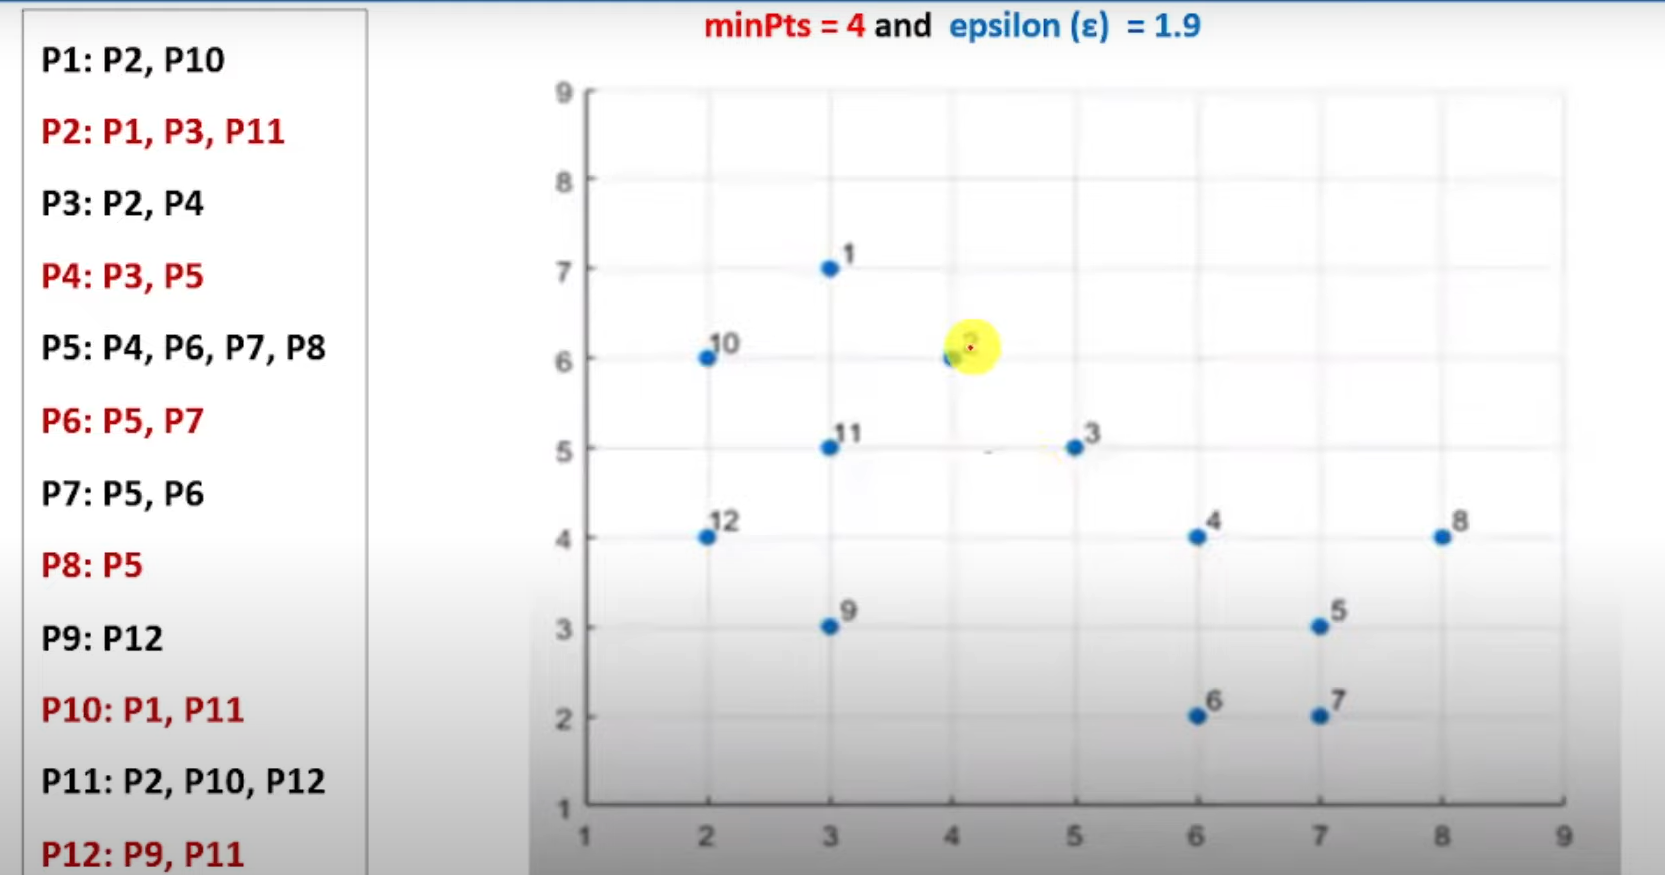 minPts = 4 and epsilon (ε) = 1.9
P1: P2, P10
P2: P1, P3, P11
P3: P2, P4
P4: P3, P5
P5: P4, P6, P7, P8
P6: P5, P7
P7: P5, P6
P8: P5
P9: P12
P10: P1, P11
P11: P2, P10, P12
P12: P9, P11
9
8
7
6
5
4
3
2
1
1
10
2
11
3
12
4
8
9
5
6
7
1 2 3 4 5 6 7 8 9